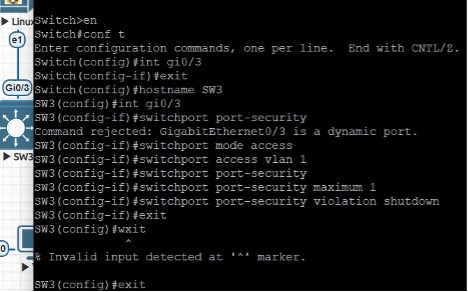 Switch>en
Switch#conf t
Enter configuration commands, one per line.  End with CNTL/Z.
Switch(config)#int gi0/3
Switch(config-if)#exit
Switch(config)#hostname SW3
SW3(config)#int gi0/3
SW3(config-if)#switchport port-security
Command rejected: GigabitEthernet0/3 is a dynamic port.
SW3(config-if)#switchport mode access
SW3(config-if)#switchport access vlan 1
SW3(config-if)#switchport port-security
SW3(config-if)#switchport port-security maximum 1
SW3(config-if)#switchport port-security violation shutdown
SW3(config-if)#exit
SW3(config)#wxit
^
% Invalid input detected at '^' marker.
SW3(config)#exit
Linux
e1
Gi0/3
SW3
0